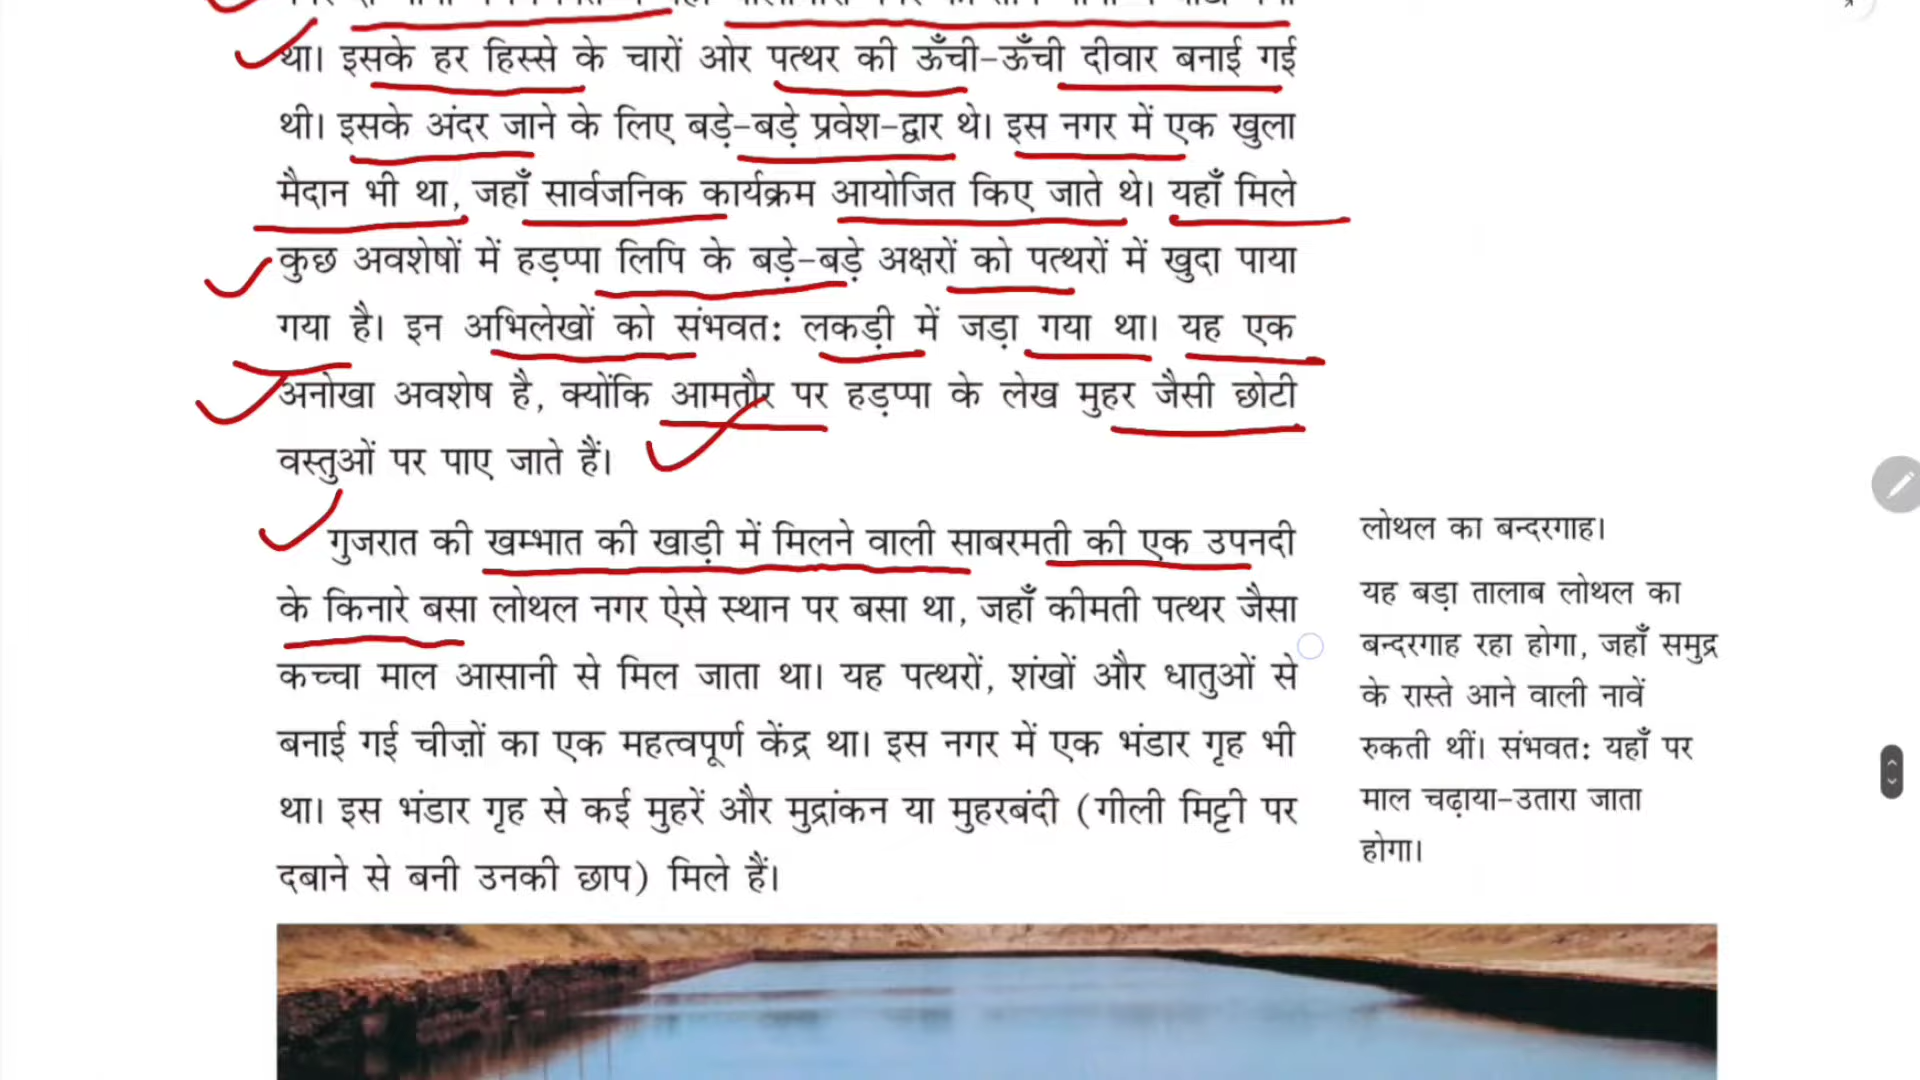 था। इसके हर हिस्से के चारों ओर पत्थर की ऊँची-ऊँची दीवार बनाई गई
थी। इसके अंदर जाने के लिए बड़े-बड़े प्रवेश-द्वार थे। इस नगर में एक खुला
मैदान भी था, जहाँ सार्वजनिक कार्यक्रम आयोजित किए जाते थे। यहाँ मिले
कुछ अवशेषों में हड़प्पा लिपि के बड़े-बड़े अक्षरों को पत्थरों में खुदा पाया
गया है। इन अभिलेखों को संभवतः लकड़ी में जड़ा गया था। यह एक
अनोखा अवशेष है, क्योंकि आमतौर पर हड़प्पा के लेख मुहर जैसी छोटी
वस्तुओं पर पाए जाते हैं।
गुजरात की खम्भात की खाड़ी में मिलने वाली साबरमती की एक उपनदी
के किनारे बसा लोथल नगर ऐसे स्थान पर बसा था, जहाँ कीमती पत्थर जैसा
कच्चा माल आसानी से मिल जाता था। यह पत्थरों, शंखों और धातुओं से
बनाई गई चीज़ों का एक महत्वपूर्ण केंद्र था। इस नगर में एक भंडार गृह भी
था। इस भंडार गृह से कई मुहरें और मुद्रांकन या मुहरबंदी (गीली मिट्टी पर
दबाने से बनी उनकी छाप) मिले हैं।
लोथल का बन्दरगाह।
यह बड़ा तालाब लोथल का
बन्दरगाह रहा होगा, जहाँ समुद्र
के रास्ते आने वाली नावें
रुकती थीं। संभवतः यहाँ पर
माल चढ़ाया-उतारा जाता
होगा।